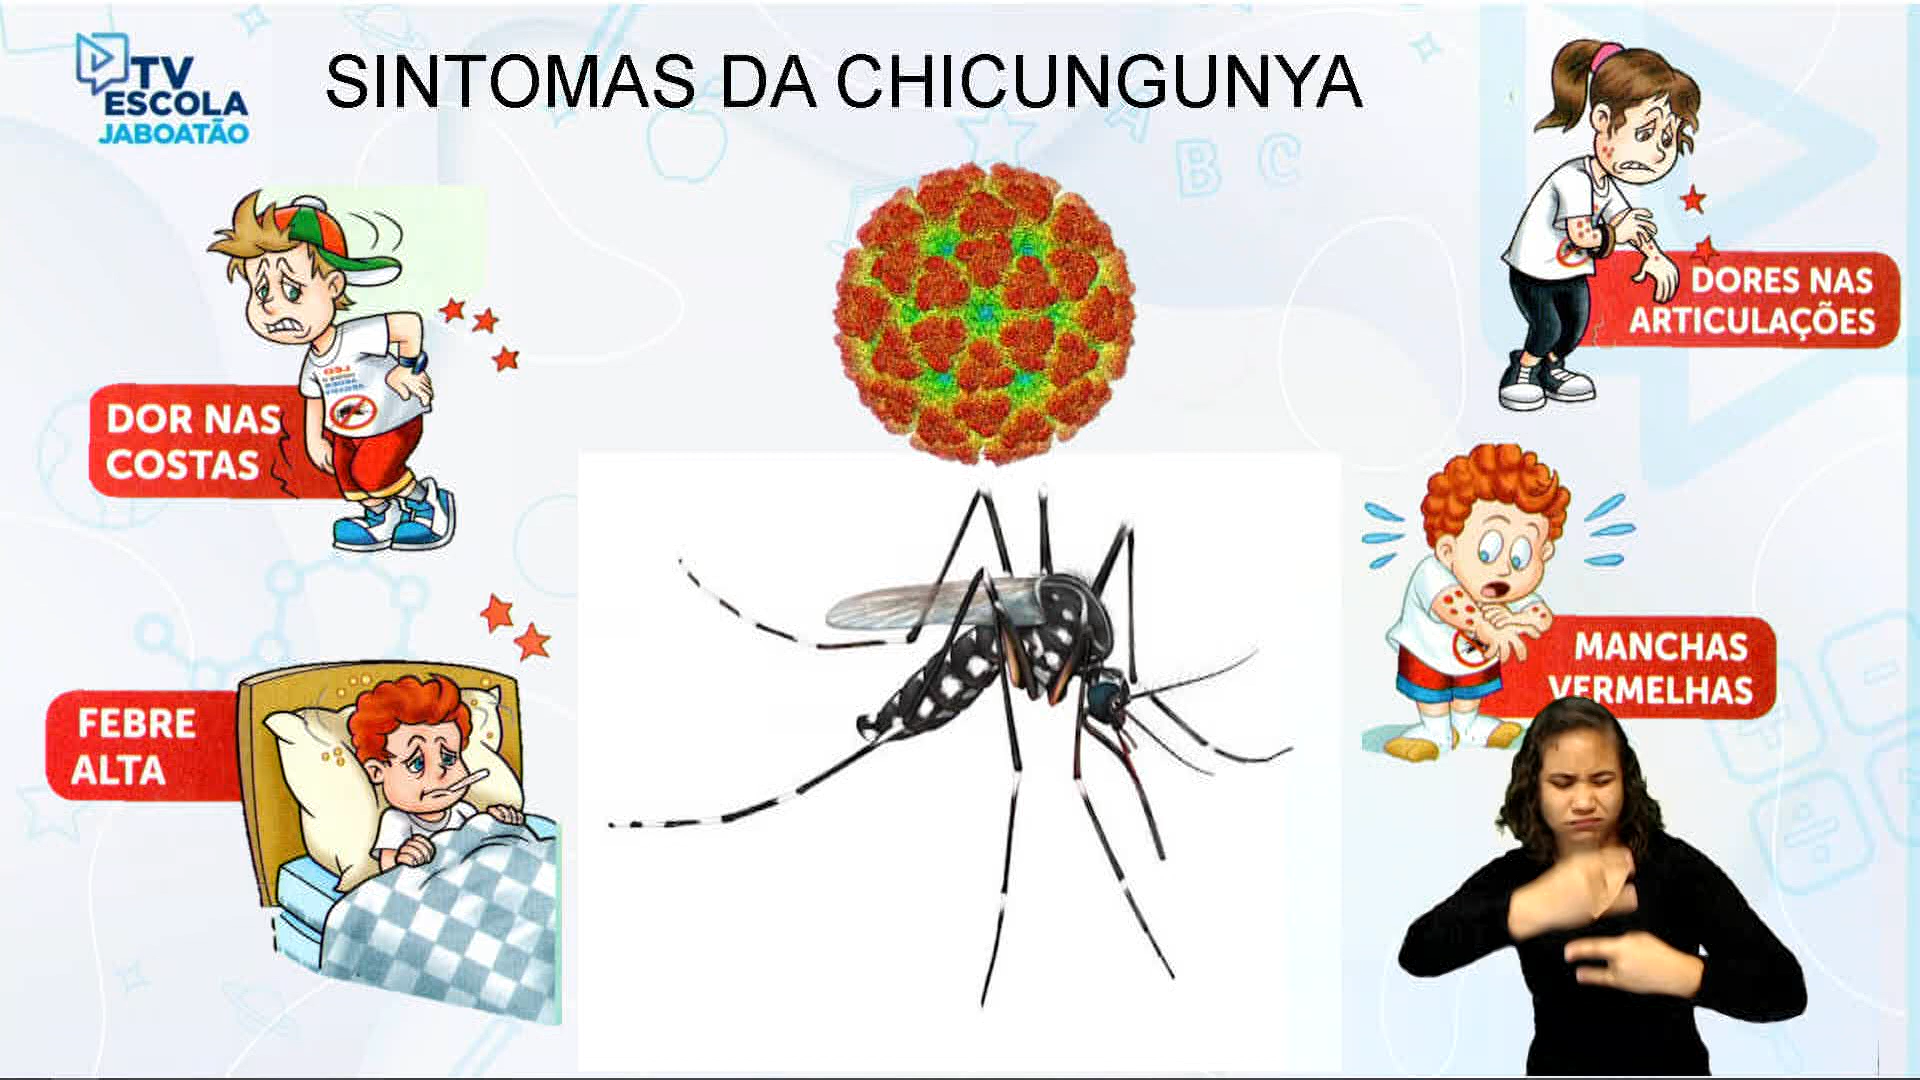 TV
ESCOLA
JABOATÃO
SINTOMAS DA CHICUNGUNYA
DOR NAS
COSTAS
FEBRE
ALTA
DORES NAS
ARTICULAÇÕES
MANCHAS
VERMELHAS
A
B C